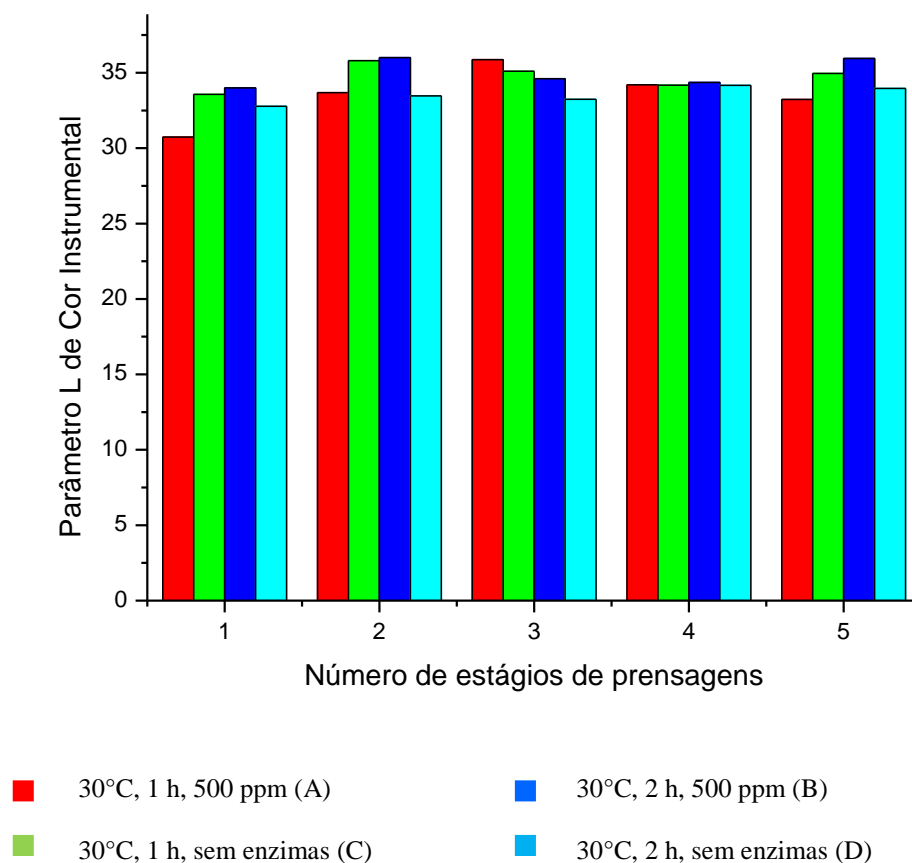 35
30
25
20
15
10
5
0
Parâmetro L de Cor Instrumental
1 2 3 4 5
Número de estágios de prensagens
30°C, 1 h, 500 ppm (A)
30°C, 2 h, 500 ppm (B)
30°C, 1 h, sem enzimas (C)
30°C, 2 h, sem enzimas (D)